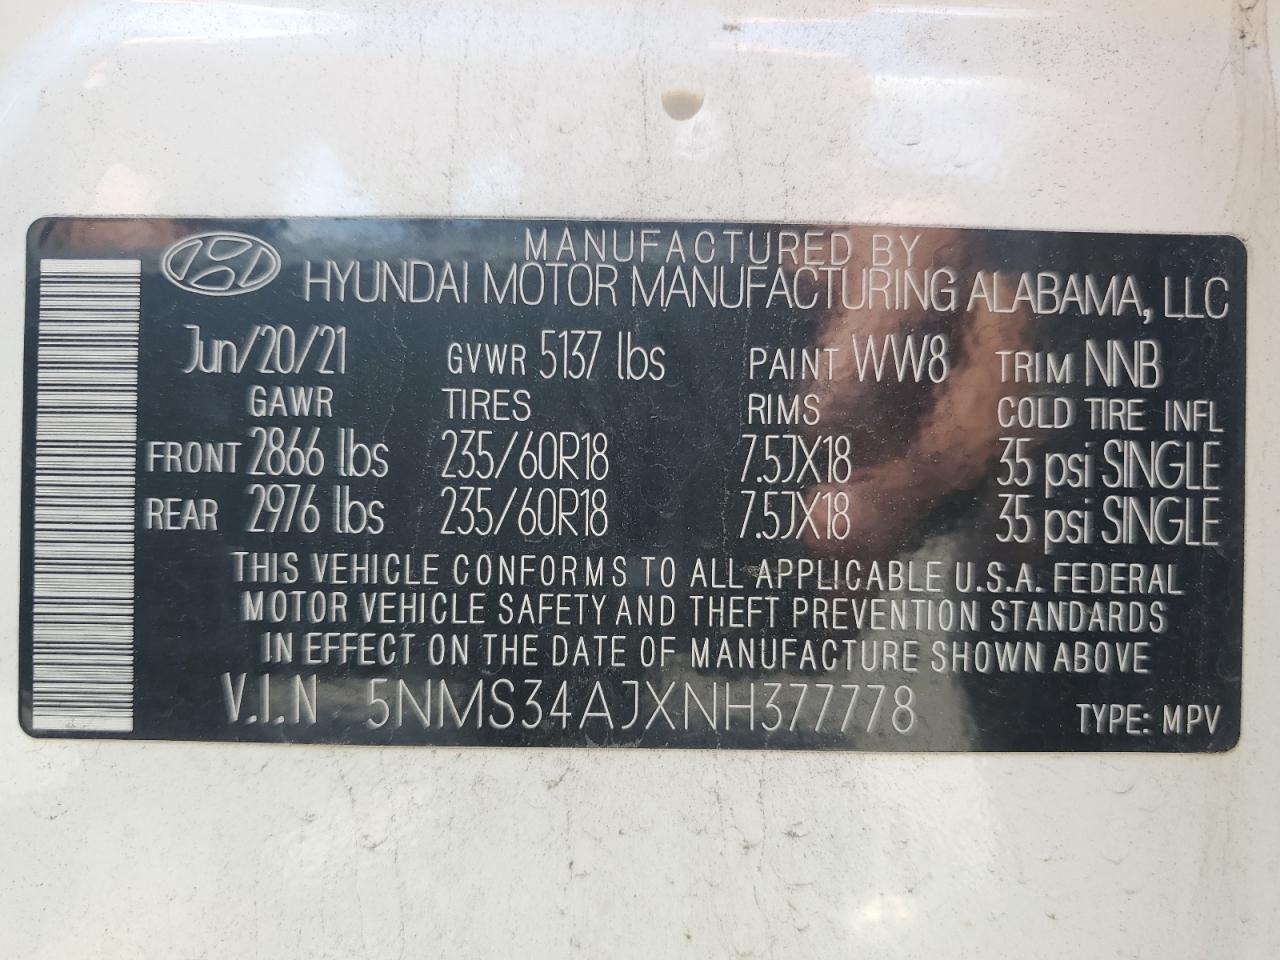 MANUFACTURED BY
HYUNDAI MOTOR MANUFACTURING ALABAMA, LLC
Jun/20/21 GVWR 5137 lbs PAINT WW8 TRIM NNB
GAWR TIRES RIMS COLD TIRE INFL
FRONT 2866 lbs 235/60R18 7.5JX18 35 psi SINGLE
REAR 2976 lbs 235/60R18 7.5JX18 35 psi SINGLE
THIS VEHICLE CONFORMS TO ALL APPLICABLE U.S.A. FEDERAL
MOTOR VEHICLE SAFETY AND THEFT PREVENTION STANDARDS
IN EFFECT ON THE DATE OF MANUFACTURE SHOWN ABOVE
V.I.N 5NMS34AJXNH377778 TYPE: MPV